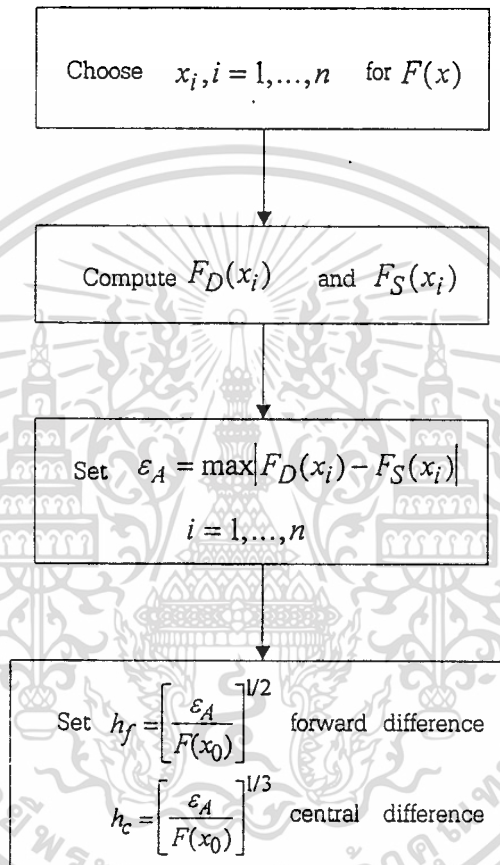 Choose x_i, i = 1,...,n for F(x)
Compute F_D(x_i) and F_S(x_i)
Set ε_A = max|F_D(x_i) − F_S(x_i)|
i = 1,...,n
Set h_f = [ε_A / F(x_0)]^{1/2} forward difference
h_c = [ε_A / F(x_0)]^{1/3} central difference